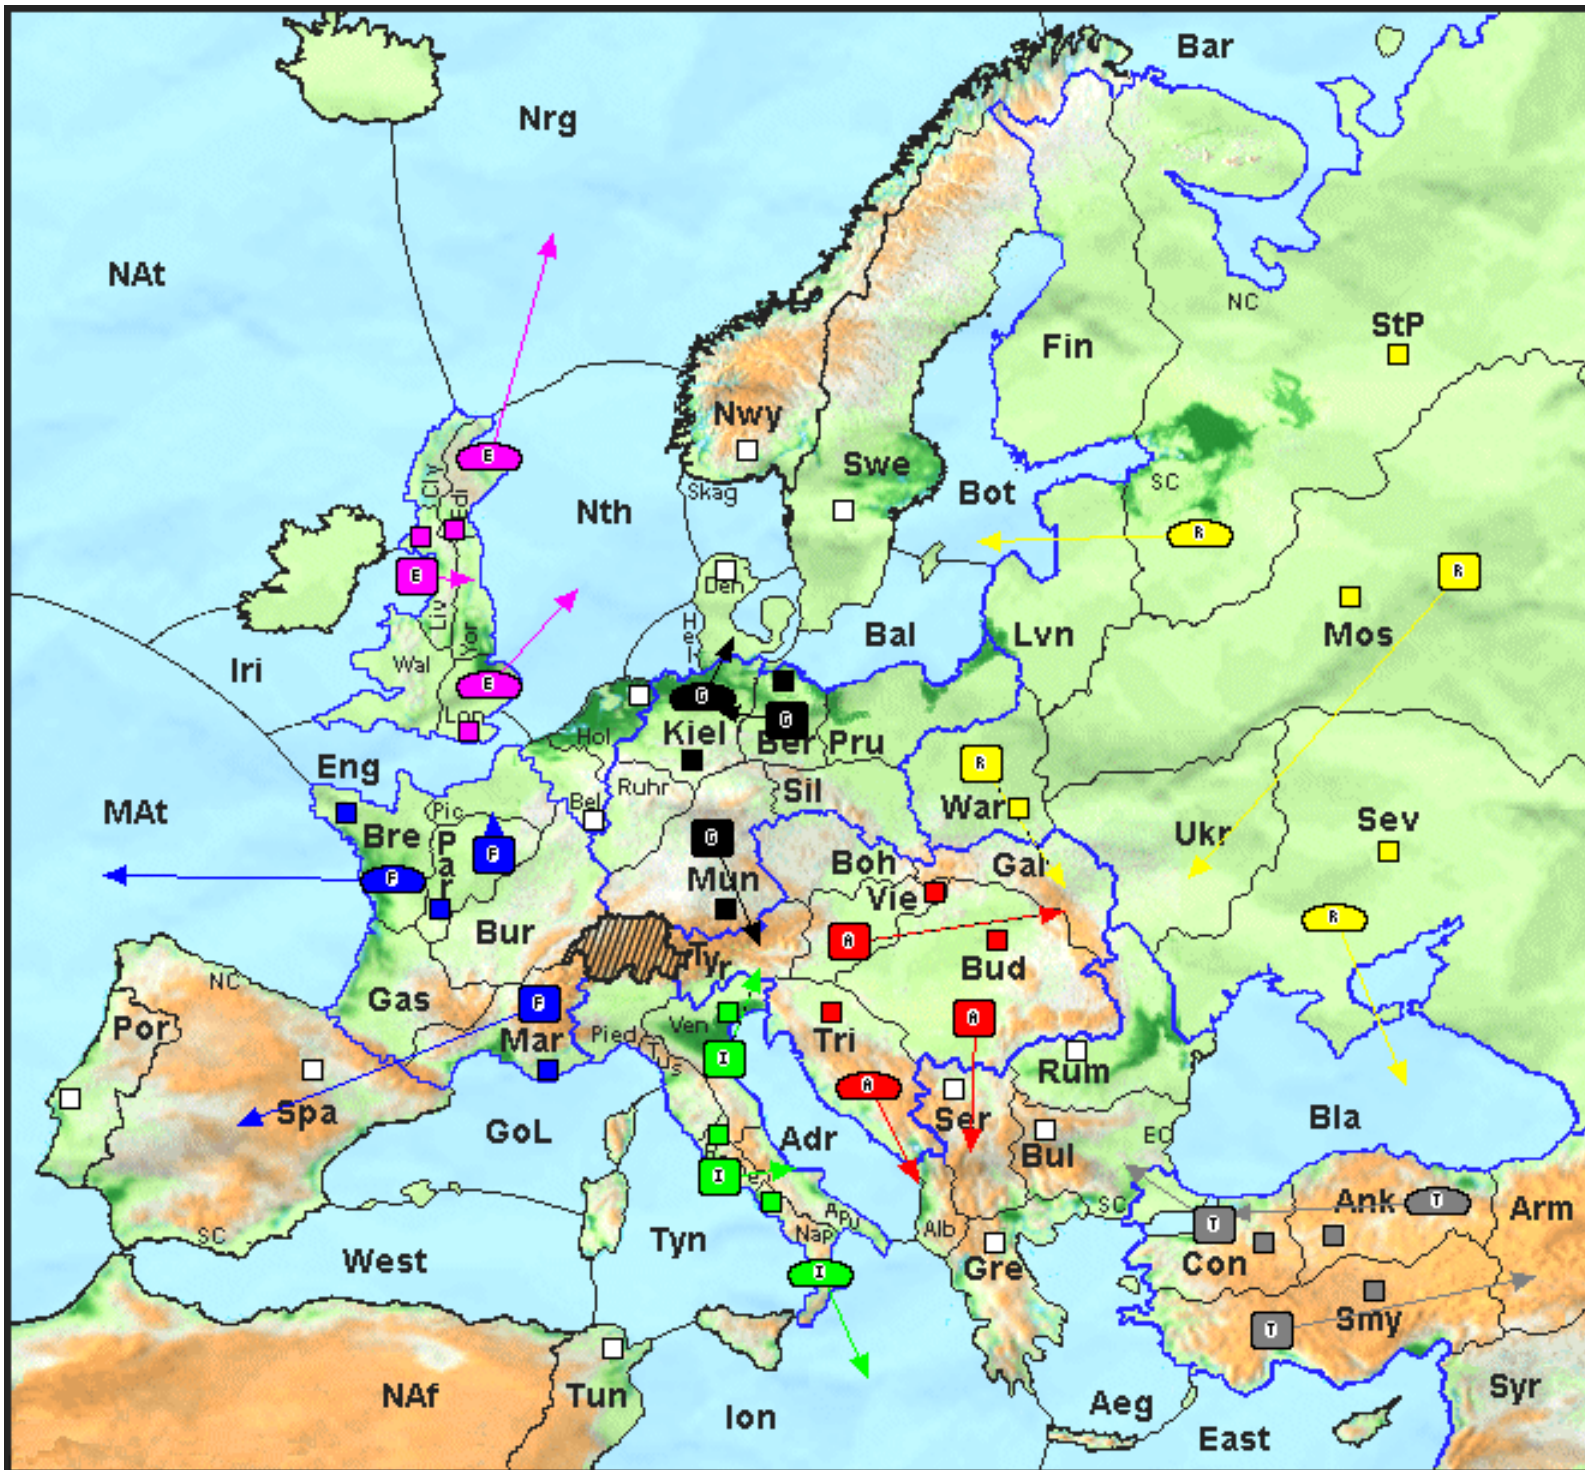 Bar
Nrg
NAt
NC
StP
Fin
Nwy
Swe
SC
Bot
Skag
Cly
Edl
Nth
R
E
Den
E
R
Mos
Liv
Yor
Hel
Bal
Lvn
Iri
Wal
E
G
Lon
G
Hol
Kiel
Ber
Pru
Eng
R
Ruhr
Sil
Bel
War
MAt
Pic
Bre
Par
F
G
Boh
Gal
Ukr
Sev
F
Mun
Vie
R
Bur
A
Bud
Tyr
NC
Gas
F
A
Por
Mar
Pied
Ven
Tri
Tus
I
Rum
A
Ser
Spa
GoL
Adr
Bul
EC
Bla
I
SC
Ank
T
Arm
Apu
T
SC
Nap
Alb
West
Tyn
I
Gre
Con
T
Smy
NAf
Tun
Ion
Aeg
Syr
East